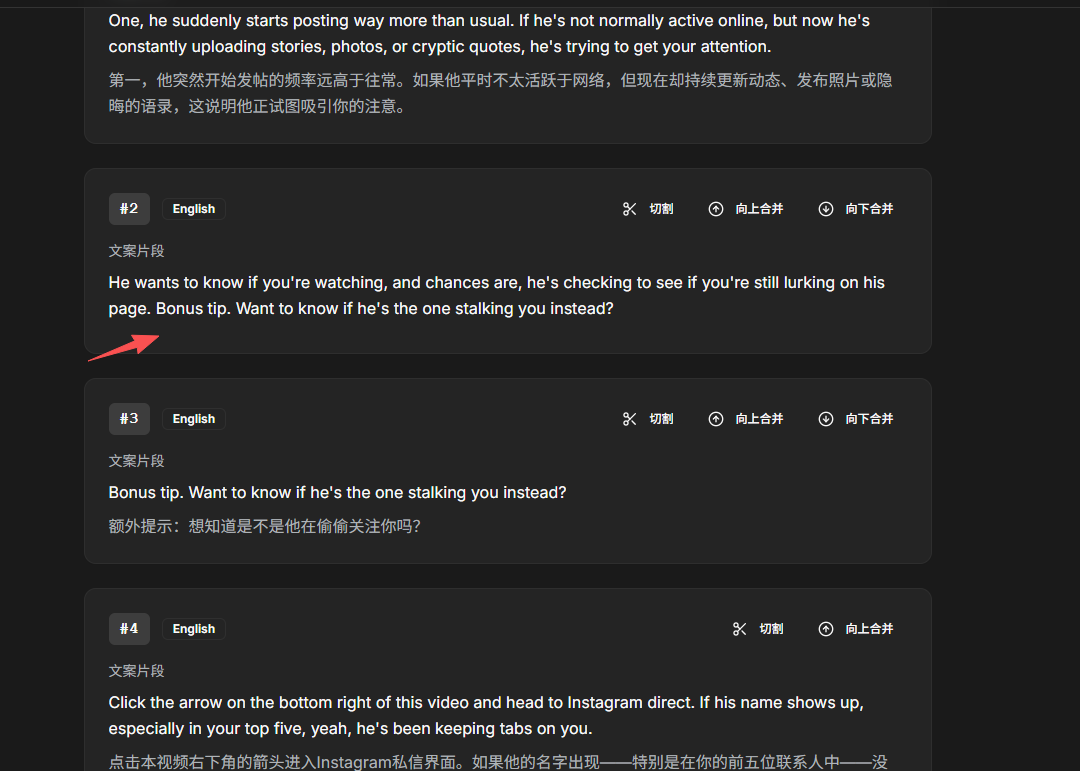 One, he suddenly starts posting way more than usual. If he's not normally active online, but now he's
constantly uploading stories, photos, or cryptic quotes, he's trying to get your attention.
第一，他突然开始发帖的频率远高于往常。如果他平时不太活跃于网络，但现在却持续更新动态、发布照片或隐
晦的语录，这说明他正试图吸引你的注意。
#2 English 切割 向上合并 向下合并
文案片段
He wants to know if you're watching, and chances are, he's checking to see if you're still lurking on his
page. Bonus tip. Want to know if he's the one stalking you instead?
#3 English 切割 向上合并 向下合并
文案片段
Bonus tip. Want to know if he's the one stalking you instead?
额外提示：想知道是不是他在偷偷关注你吗？
#4 English 切割 向上合并
文案片段
Click the arrow on the bottom right of this video and head to Instagram direct. If his name shows up,
especially in your top five, yeah, he's been keeping tabs on you.
点击本视频右下角的箭头进入Instagram私信界面。如果他的名字出现——特别是在你的前五位联系人中——没